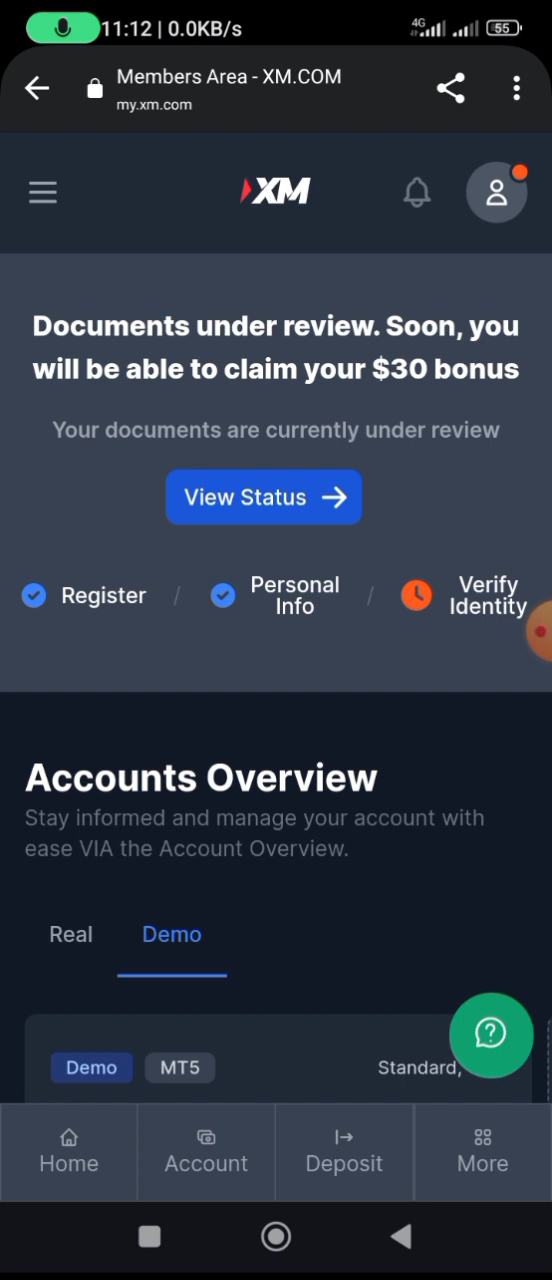 11:12 | 0.0KB/s
4G
55
Members Area - XM.COM
my.xm.com
XM
Documents under review. Soon, you
will be able to claim your $30 bonus
Your documents are currently under review
View Status
Register / Personal Info / Verify Identity
Accounts Overview
Stay informed and manage your account with
ease VIA the Account Overview.
Real Demo
Demo MT5 Standard,
Home Account Deposit More